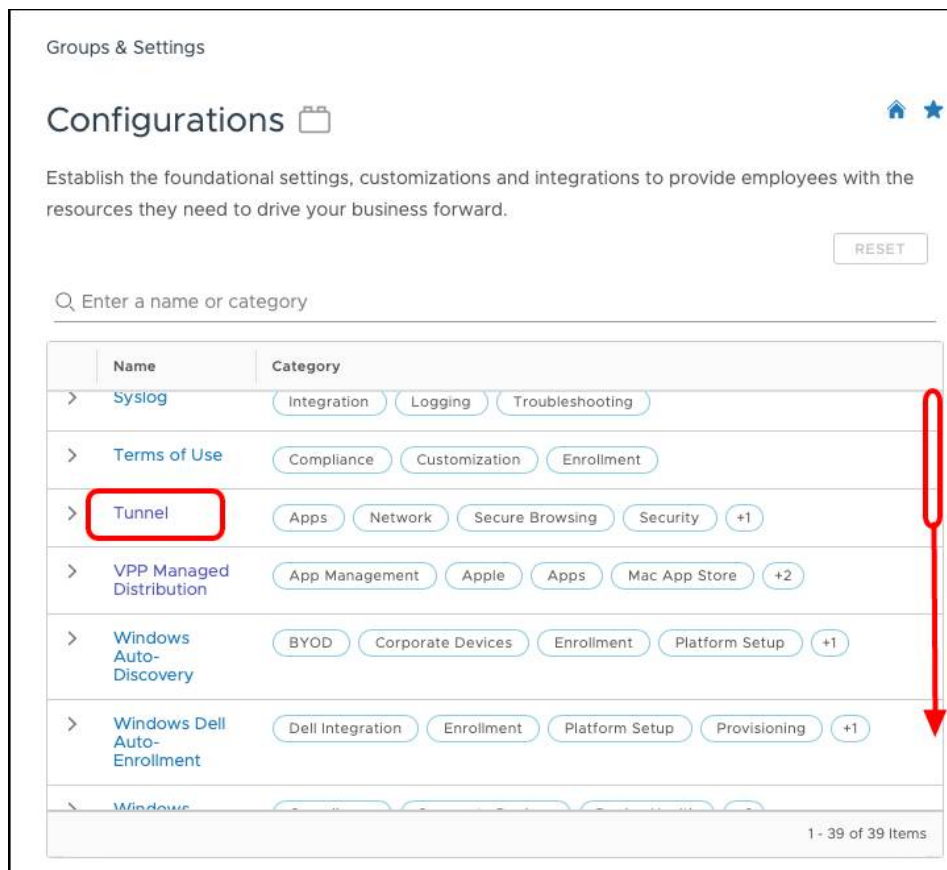 Groups & Settings
Configurations
Establish the foundational settings, customizations and integrations to provide employees with the
resources they need to drive your business forward.
RESET
Enter a name or category
Name Category
Syslog Integration Logging Troubleshooting
Terms of Use Compliance Customization Enrollment
Tunnel Apps Network Secure Browsing Security +1
VPP Managed
Distribution App Management Apple Apps Mac App Store +2
Windows
Auto-
Discovery BYOD Corporate Devices Enrollment Platform Setup +1
Windows Dell
Auto-
Enrollment Dell Integration Enrollment Platform Setup Provisioning +1
Windows
1 - 39 of 39 Items